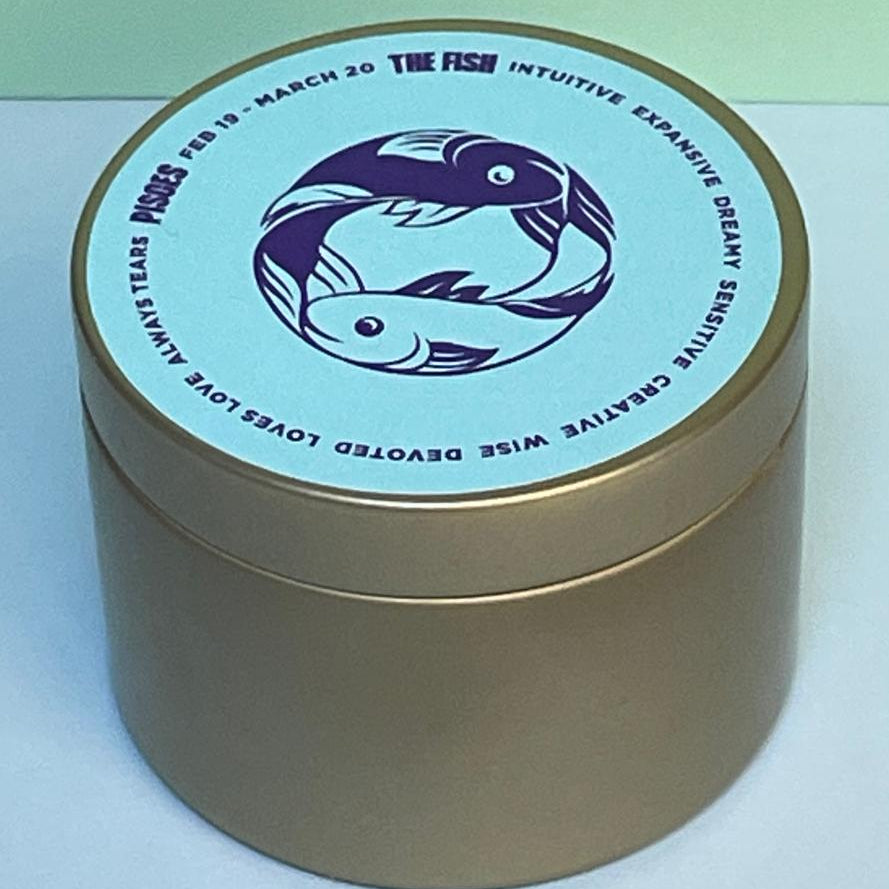 PISCES FEB 19 - MARCH 20 THE FISH INTUITIVE EXPANSIVE DREAMY SENSITIVE CREATIVE WISE DEVOTED LOVES LOVE ALWAYS TEARS